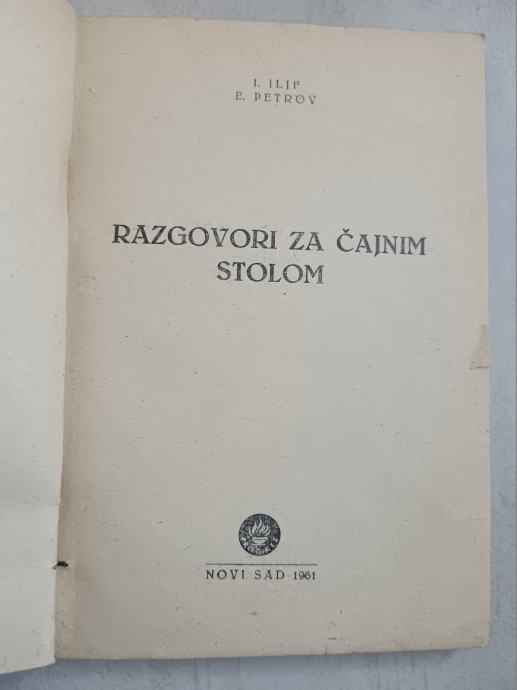 I. ILJF
E. PETROV
RAZGOVORI ZA ČAJNIM
STOLOM
NOVI SAD 1961